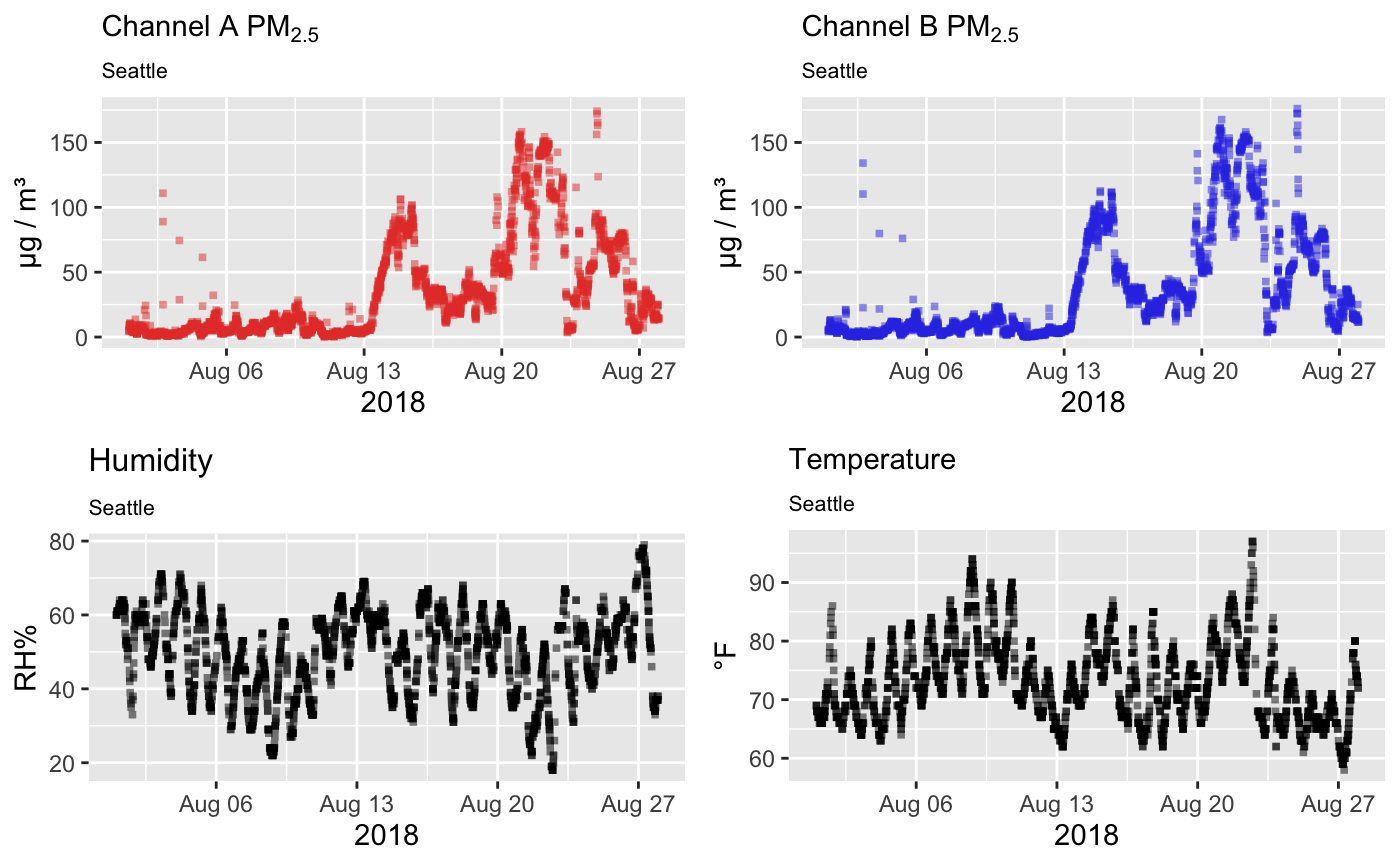 Channel A PM2.5
Seattle
µg / m³
150
100
50
0
Aug 06 Aug 13 Aug 20 Aug 27
2018
Channel B PM2.5
Seattle
µg / m³
150
100
50
0
Aug 06 Aug 13 Aug 20 Aug 27
2018
Humidity
Seattle
RH%
80
60
40
20
Aug 06 Aug 13 Aug 20 Aug 27
2018
Temperature
Seattle
°F
90
80
70
60
Aug 06 Aug 13 Aug 20 Aug 27
2018